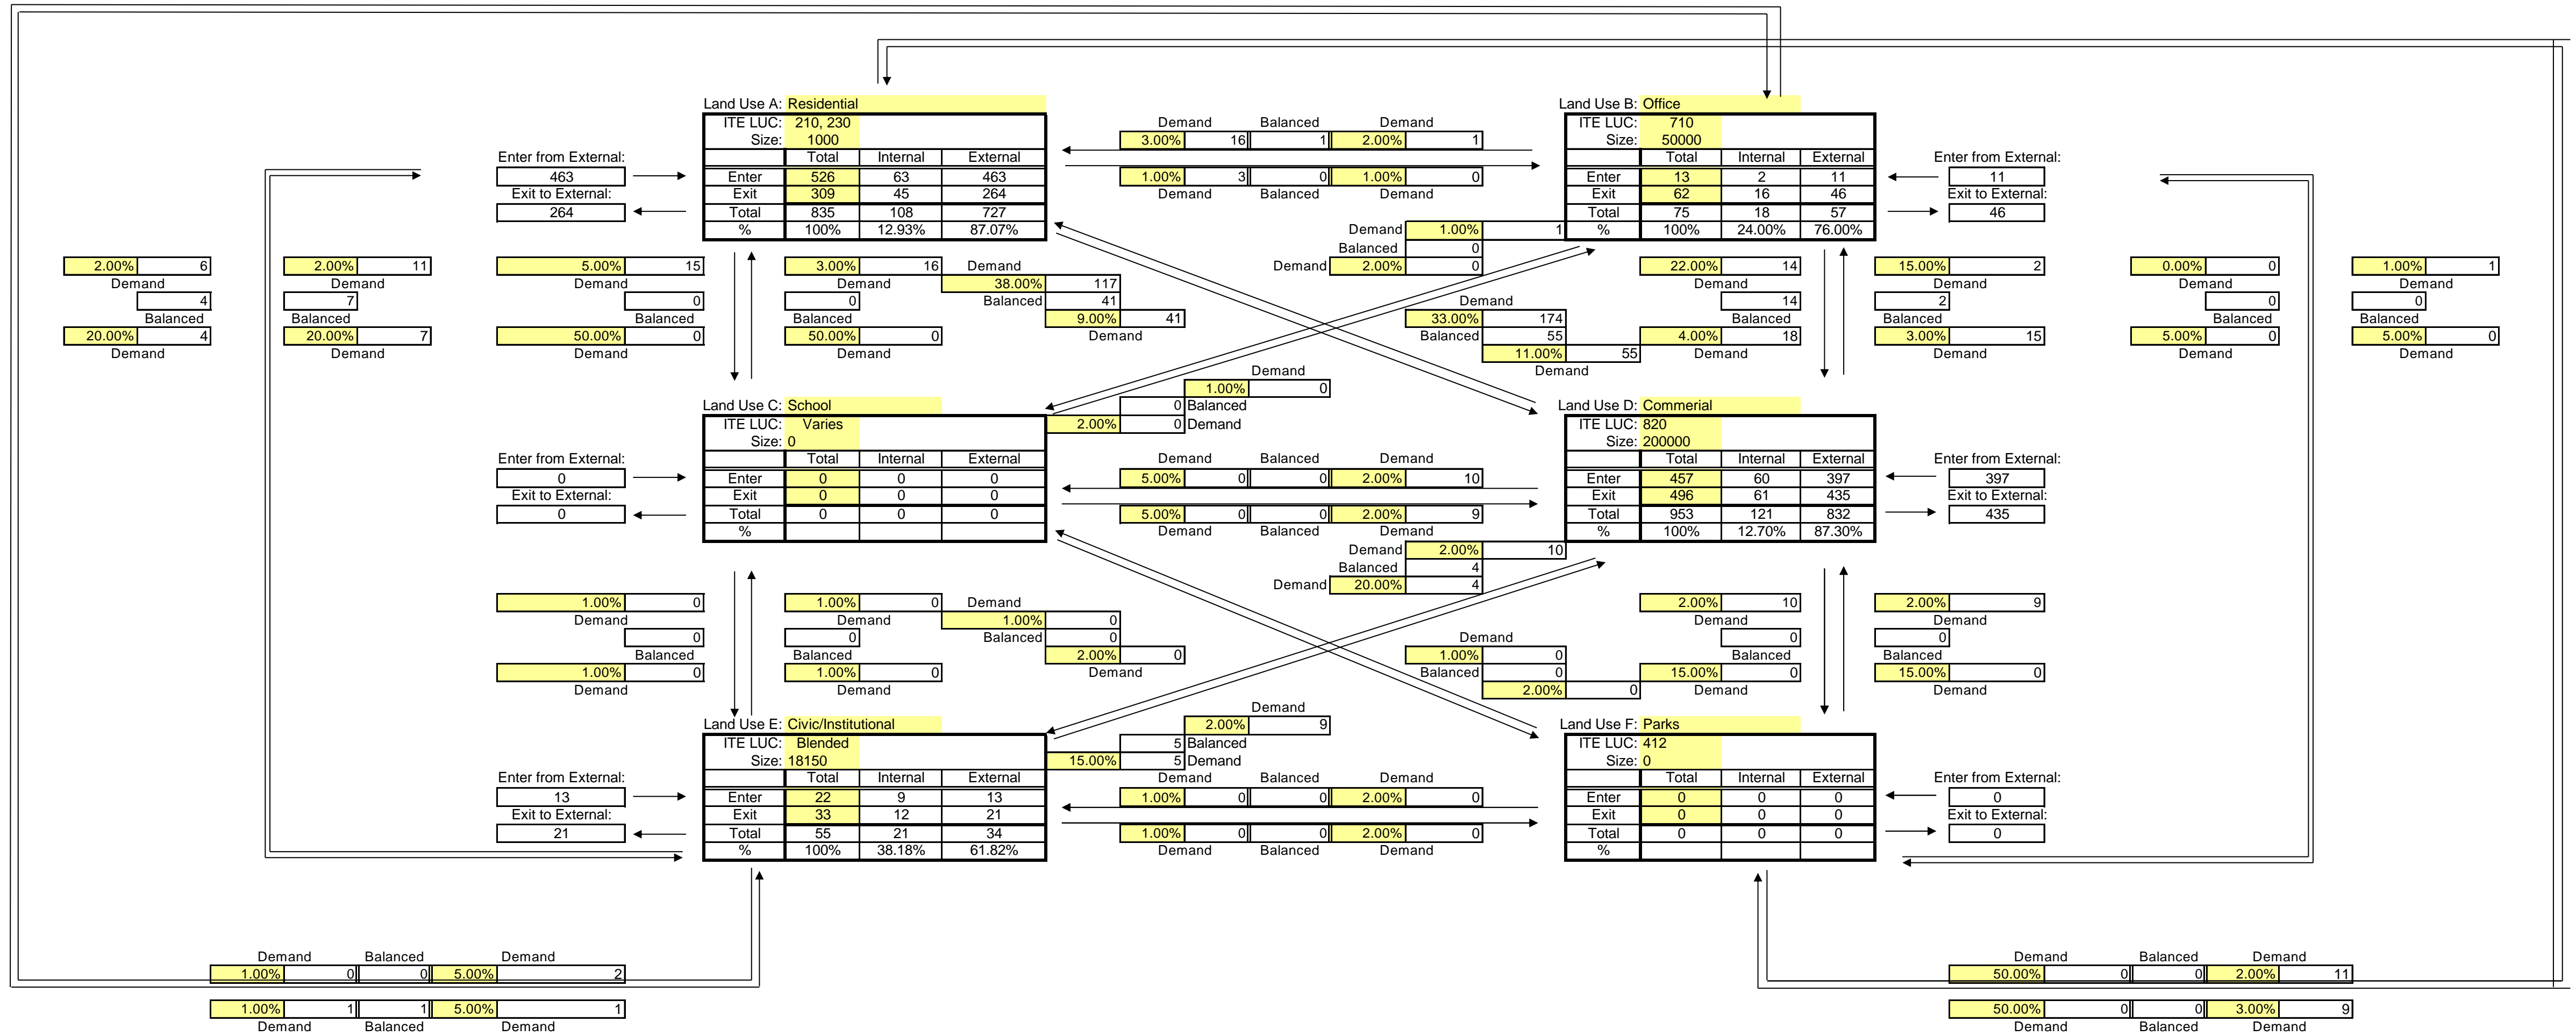 Land Use A: Residential Land Use B: Office
ITE LUC: 210, 230 Demand Balanced Demand ITE LUC: 710
Size: 1000 3.00% 16 1 2.00% 1 Size: 50000
Enter from External: Total Internal External Total Internal External Enter from External:
463 Enter 526 63 463 1.00% 3 0 1.00% 0 Enter 13 2 11 11
Exit to External: Exit 309 45 264 Demand Balanced Demand Exit 62 16 46 Exit to External:
264 Total 835 108 727 Total 75 18 57 46
% 100% 12.93% 87.07% Demand 1.00% 1 % 100% 24.00% 76.00%
Balanced 0
2.00% 6 2.00% 11 5.00% 15 3.00% 16 Demand Demand 2.00% 0 22.00% 14 15.00% 2 0.00% 0 1.00% 1
Demand Demand Demand Demand 38.00% 117 Demand Demand Demand Demand
4 7 0 0 Balanced 41 Demand 14 2 0 0
Balanced Balanced Balanced Balanced 9.00% 41 33.00% 174 Balanced Balanced Balanced Balanced
20.00% 4 20.00% 7 50.00% 0 50.00% 0 Demand Balanced 55 4.00% 18 3.00% 15 5.00% 0 5.00% 0
Demand Demand Demand Demand 11.00% 55 Demand Demand Demand Demand
Demand Demand
1.00% 0
Land Use C: School 0 Balanced Land Use D: Commerial
ITE LUC: Varies 2.00% 0 Demand ITE LUC: 820
Size: 0 Size: 200000
Enter from External: Total Internal External Demand Balanced Demand Total Internal External Enter from External:
0 Enter 0 0 0 5.00% 0 0 2.00% 10 Enter 457 60 397 397
Exit to External: Exit 0 0 0 Exit 496 61 435 Exit to External:
0 Total 0 0 0 5.00% 0 0 2.00% 9 Total 953 121 832 435
% Demand Balanced Demand % 100% 12.70% 87.30%
Demand 2.00% 10
Balanced 4
Demand 20.00% 4
1.00% 0 1.00% 0 Demand 2.00% 10 2.00% 9
Demand Demand 1.00% 0 Demand Demand
0 0 Balanced 0 Demand 0 0
Balanced Balanced 2.00% 0 1.00% 0 Balanced Balanced
1.00% 0 1.00% 0 Demand Balanced 0 15.00% 0 15.00% 0
Demand Demand 2.00% 0 Demand Demand
Demand
Land Use E: Civic/Institutional 2.00% 9 Land Use F: Parks
ITE LUC: Blended 5 Balanced ITE LUC: 412
Size: 18150 15.00% 5 Demand Size: 0
Enter from External: Total Internal External Demand Balanced Demand Total Internal External Enter from External:
13 Enter 22 9 13 1.00% 0 0 2.00% 0 Enter 0 0 0 0
Exit to External: Exit 33 12 21 Exit 0 0 0 Exit to External:
21 Total 55 21 34 1.00% 0 0 2.00% 0 Total 0 0 0 0
% 100% 38.18% 61.82% Demand Balanced Demand %
Demand Balanced Demand Demand Balanced Demand
1.00% 0 0 5.00% 2 50.00% 0 0 2.00% 11
1.00% 1 1 5.00% 1 50.00% 0 0 3.00% 9
Demand Balanced Demand Demand Balanced Demand